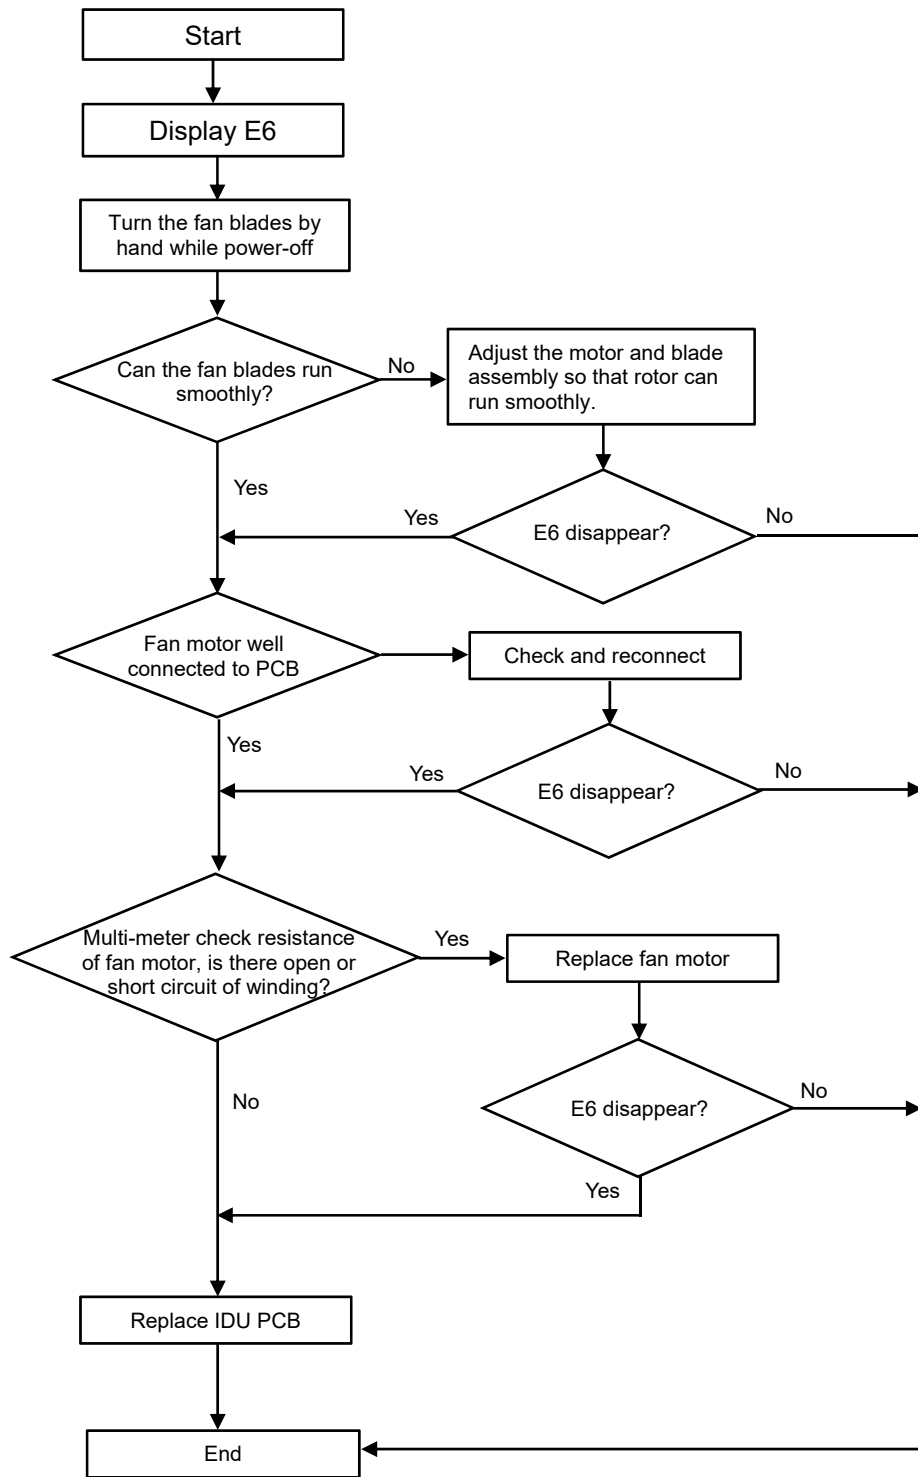 Start
Display E6
Turn the fan blades by
hand while power-off
Can the fan blades run
smoothly?
No
Adjust the motor and blade
assembly so that rotor can
run smoothly.
Yes
Yes
E6 disappear?
No
Fan motor well
connected to PCB
Check and reconnect
Yes
Yes
E6 disappear?
No
Multi-meter check resistance
of fan motor, is there open or
short circuit of winding?
Yes
Replace fan motor
No
E6 disappear?
No
Yes
Replace IDU PCB
End